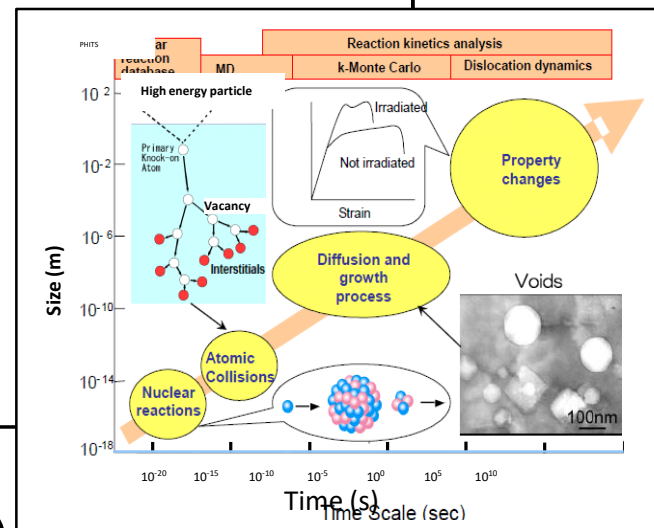 PHITS
ar
reaction
database
MD
Reaction kinetics analysis
k-Monte Carlo
Dislocation dynamics
10 2
10-2
10- 6
10-10
10-14
10-18
Size (m)
High energy particle
Primary
Knock-on
Atom
Vacancy
Interstitials
Irradiated
Not irradiated
Strain
Property
changes
Diffusion and
growth
process
Voids
100nm
Atomic
Collisions
Nuclear
reactions
10-20
10-15
10-10
10-5
100
105
1010
Time (s)
Time Scale (sec)